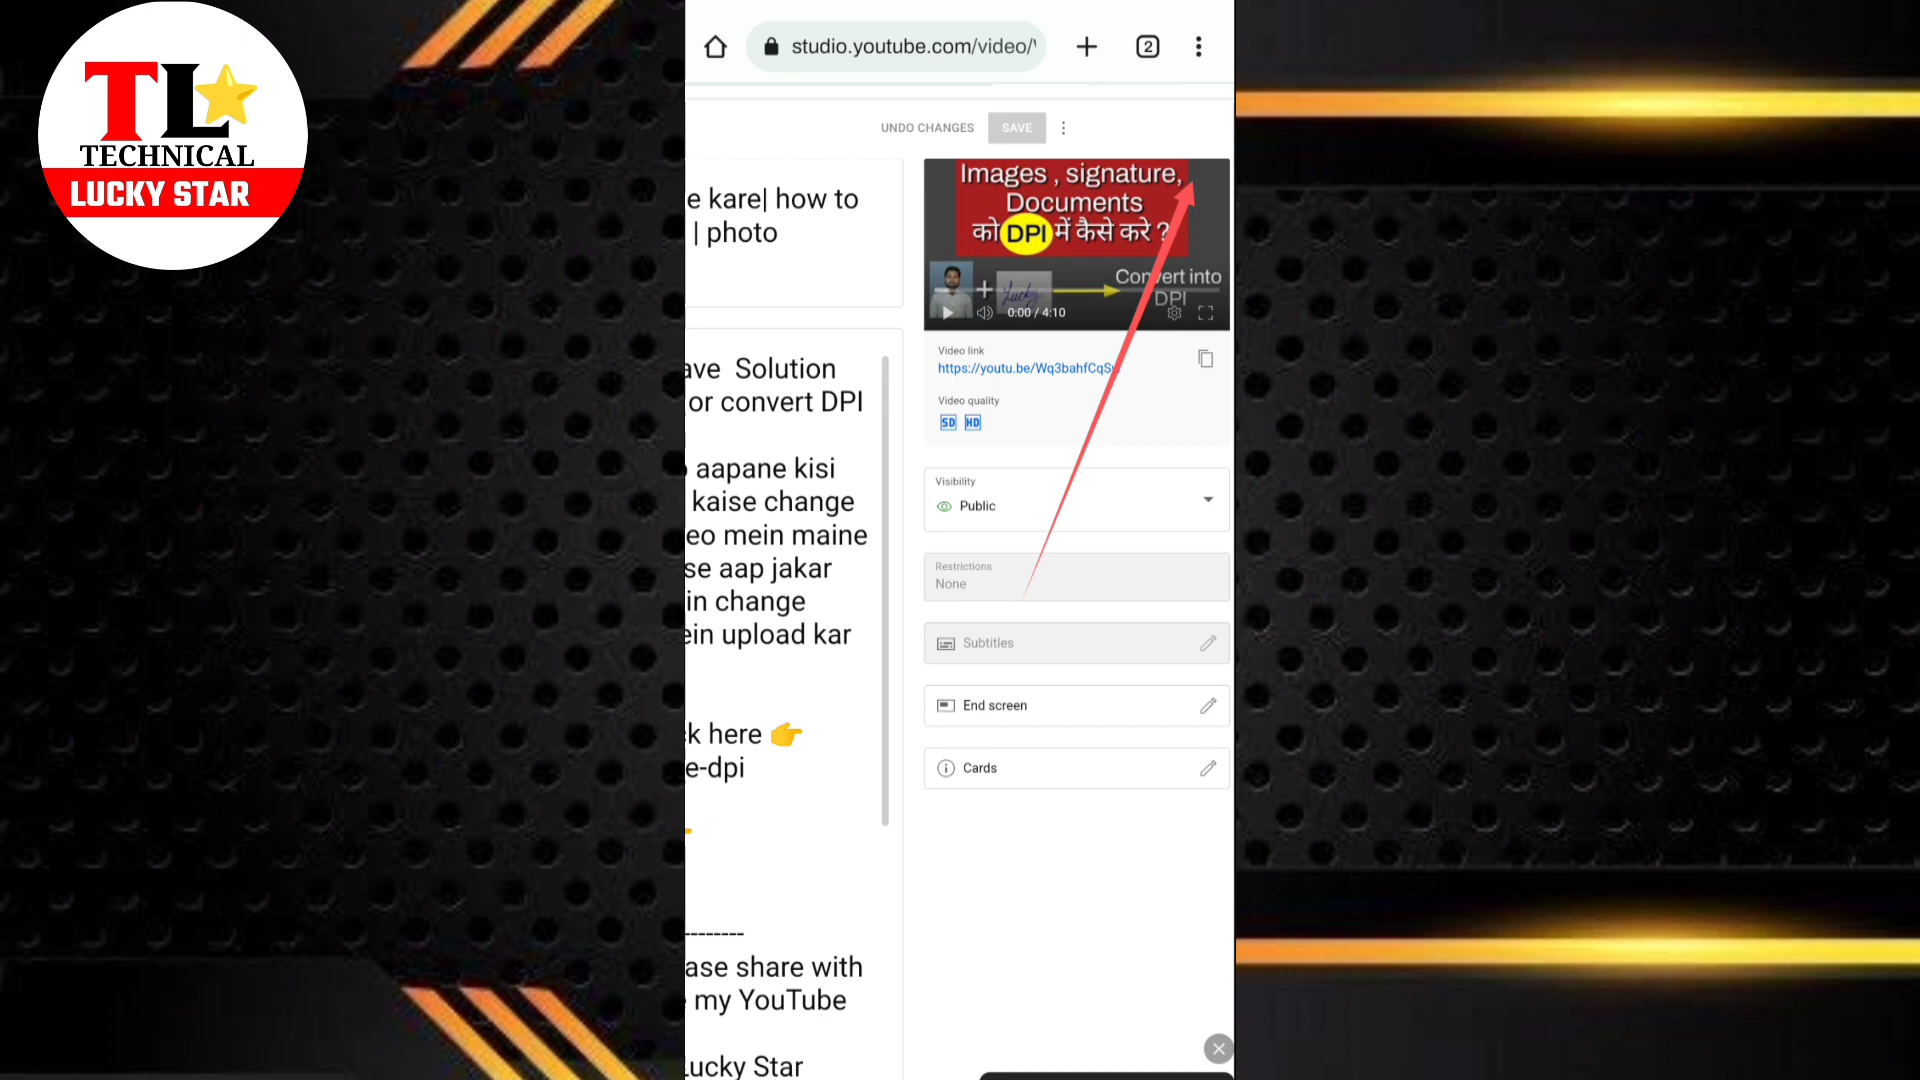 TL
TECHNICAL
LUCKY STAR
studio.youtube.com/video/
2
UNDO CHANGES
SAVE
e kare| how to
| photo
ave Solution
or convert DPI
aapane kisi
kaise change
eo mein maine
se aap jakar
in change
ein upload kar
ck here 👉
e-dpi
--------
ase share with
my YouTube
Lucky Star
Images , signature,
Documents
को DPI में कैसे करे ?
Convert into
DPI
Lucky
0:00 / 4:10
Video link
https://youtu.be/Wq3bahfCqS
Video quality
SD HD
Visibility
Public
Restrictions
None
Subtitles
End screen
Cards